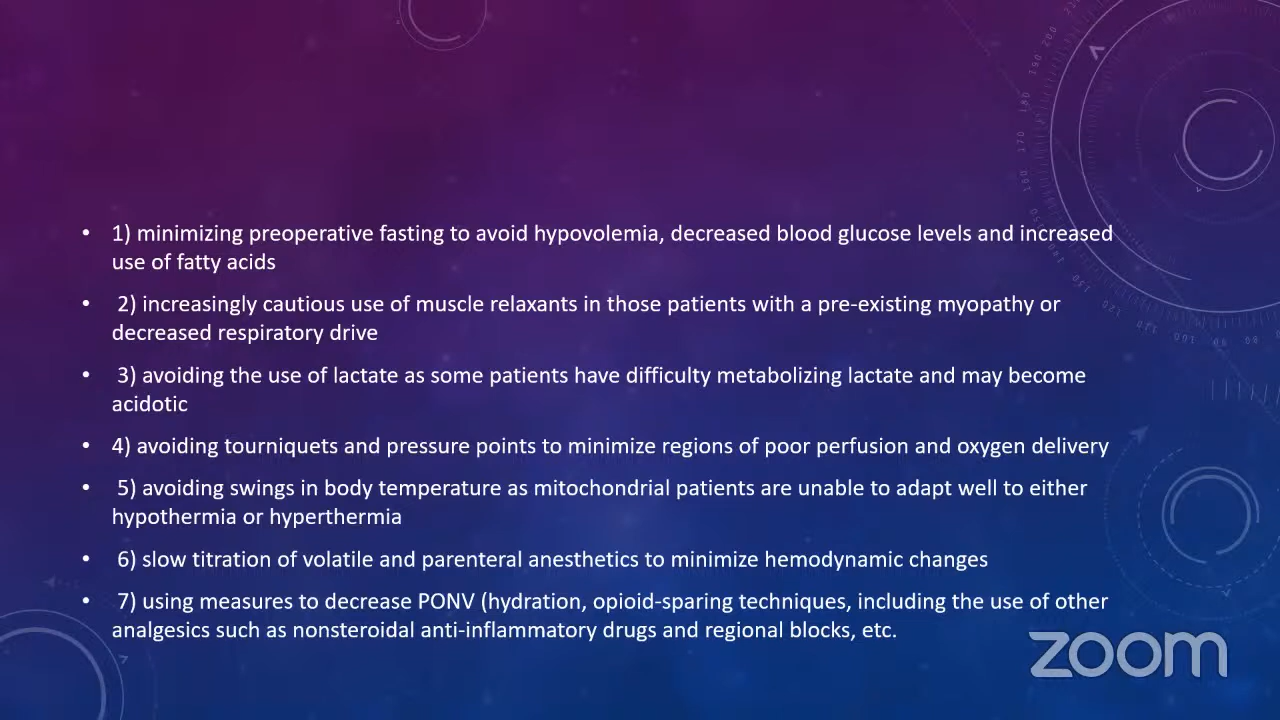 • 1) minimizing preoperative fasting to avoid hypovolemia, decreased blood glucose levels and increased
use of fatty acids
• 2) increasingly cautious use of muscle relaxants in those patients with a pre-existing myopathy or
decreased respiratory drive
• 3) avoiding the use of lactate as some patients have difficulty metabolizing lactate and may become
acidotic
• 4) avoiding tourniquets and pressure points to minimize regions of poor perfusion and oxygen delivery
• 5) avoiding swings in body temperature as mitochondrial patients are unable to adapt well to either
hypothermia or hyperthermia
• 6) slow titration of volatile and parenteral anesthetics to minimize hemodynamic changes
• 7) using measures to decrease PONV (hydration, opioid-sparing techniques, including the use of other
analgesics such as nonsteroidal anti-inflammatory drugs and regional blocks, etc.
zoom